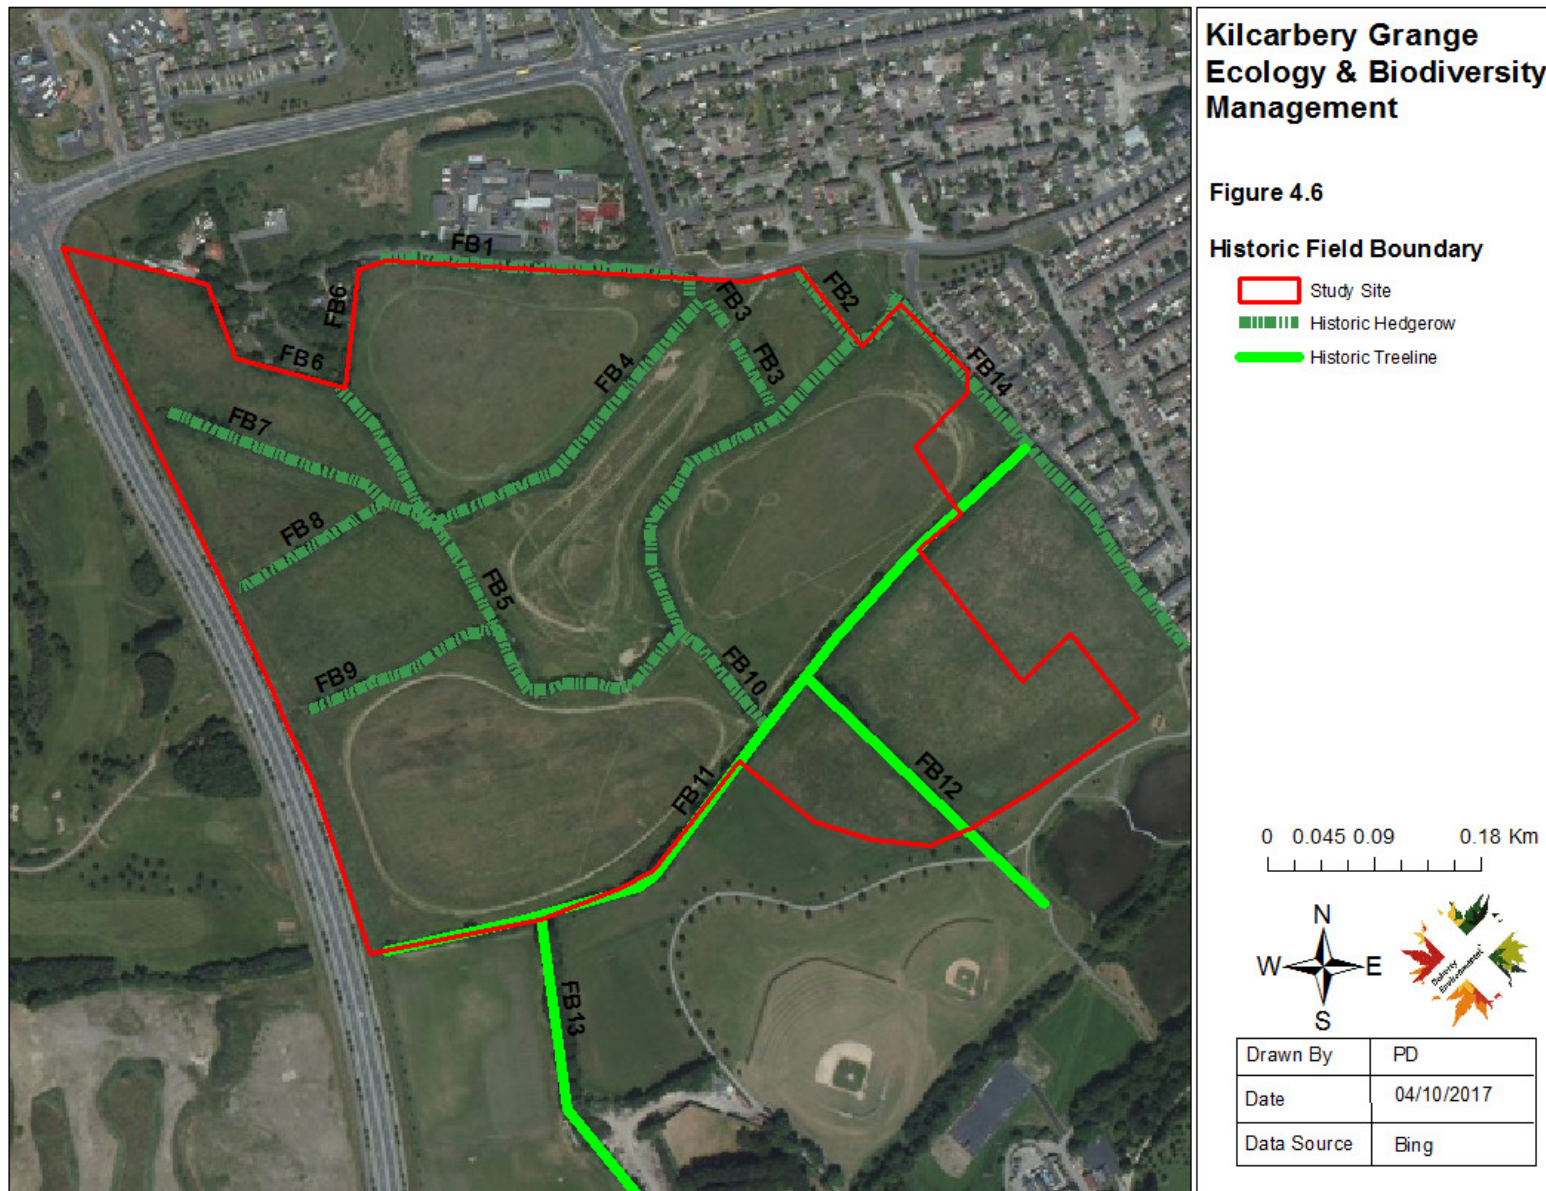 Kilcarbery Grange
Ecology & Biodiversity
Management
Figure 4.6
Historic Field Boundary
Study Site
Historic Hedgerow
Historic Treeline
FB1
FB2
FB3
FB3
FB4
FB5
FB6
FB6
FB7
FB8
FB9
FB10
FB11
FB12
FB13
FB14
0 0.045 0.09 0.18 Km
N
W E
S
Doherty
Environmental
Drawn By PD
Date 04/10/2017
Data Source Bing